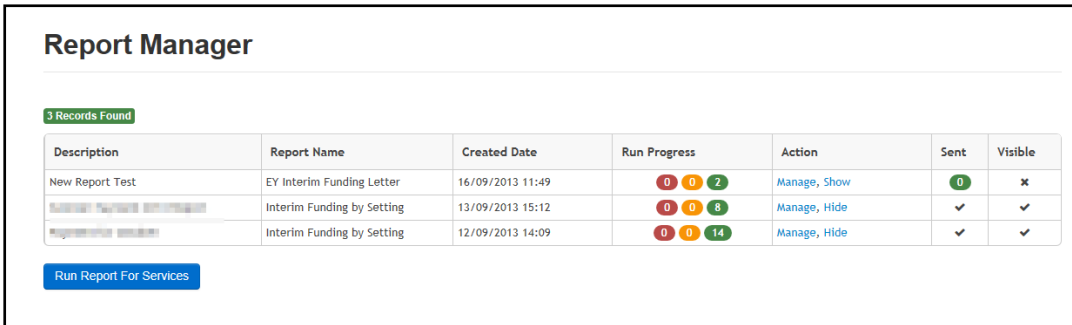 Report Manager
3 Records Found
Description Report Name Created Date Run Progress Action Sent Visible
New Report Test EY Interim Funding Letter 16/09/2013 11:49 0 0 2 Manage, Show 0
Interim Funding by Setting 13/09/2013 15:12 0 0 8 Manage, Hide
Interim Funding by Setting 12/09/2013 14:09 0 0 14 Manage, Hide
Run Report For Services